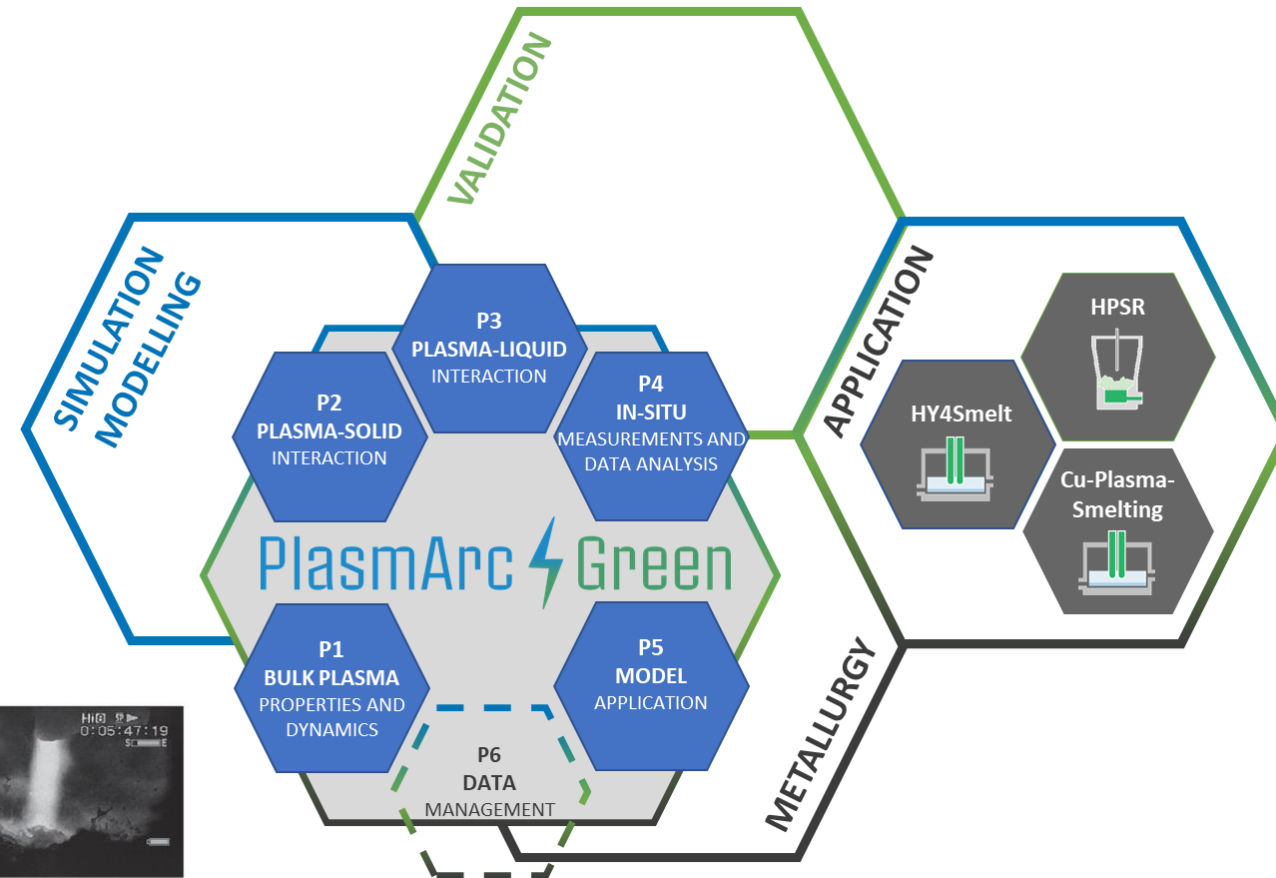 VALIDATION
SIMULATION
MODELLING
P3
PLASMA-LIQUID
INTERACTION
P2
PLASMA-SOLID
INTERACTION
P4
IN-SITU
MEASUREMENTS AND
DATA ANALYSIS
PlasmArc Green
P1
BULK PLASMA
PROPERTIES AND
DYNAMICS
P5
MODEL
APPLICATION
P6
DATA
MANAGEMENT
METALLURGY
APPLICATION
HPSR
HY4Smelt
Cu-Plasma-
Smelting
Hi8 SP
0:05:47:19
S E